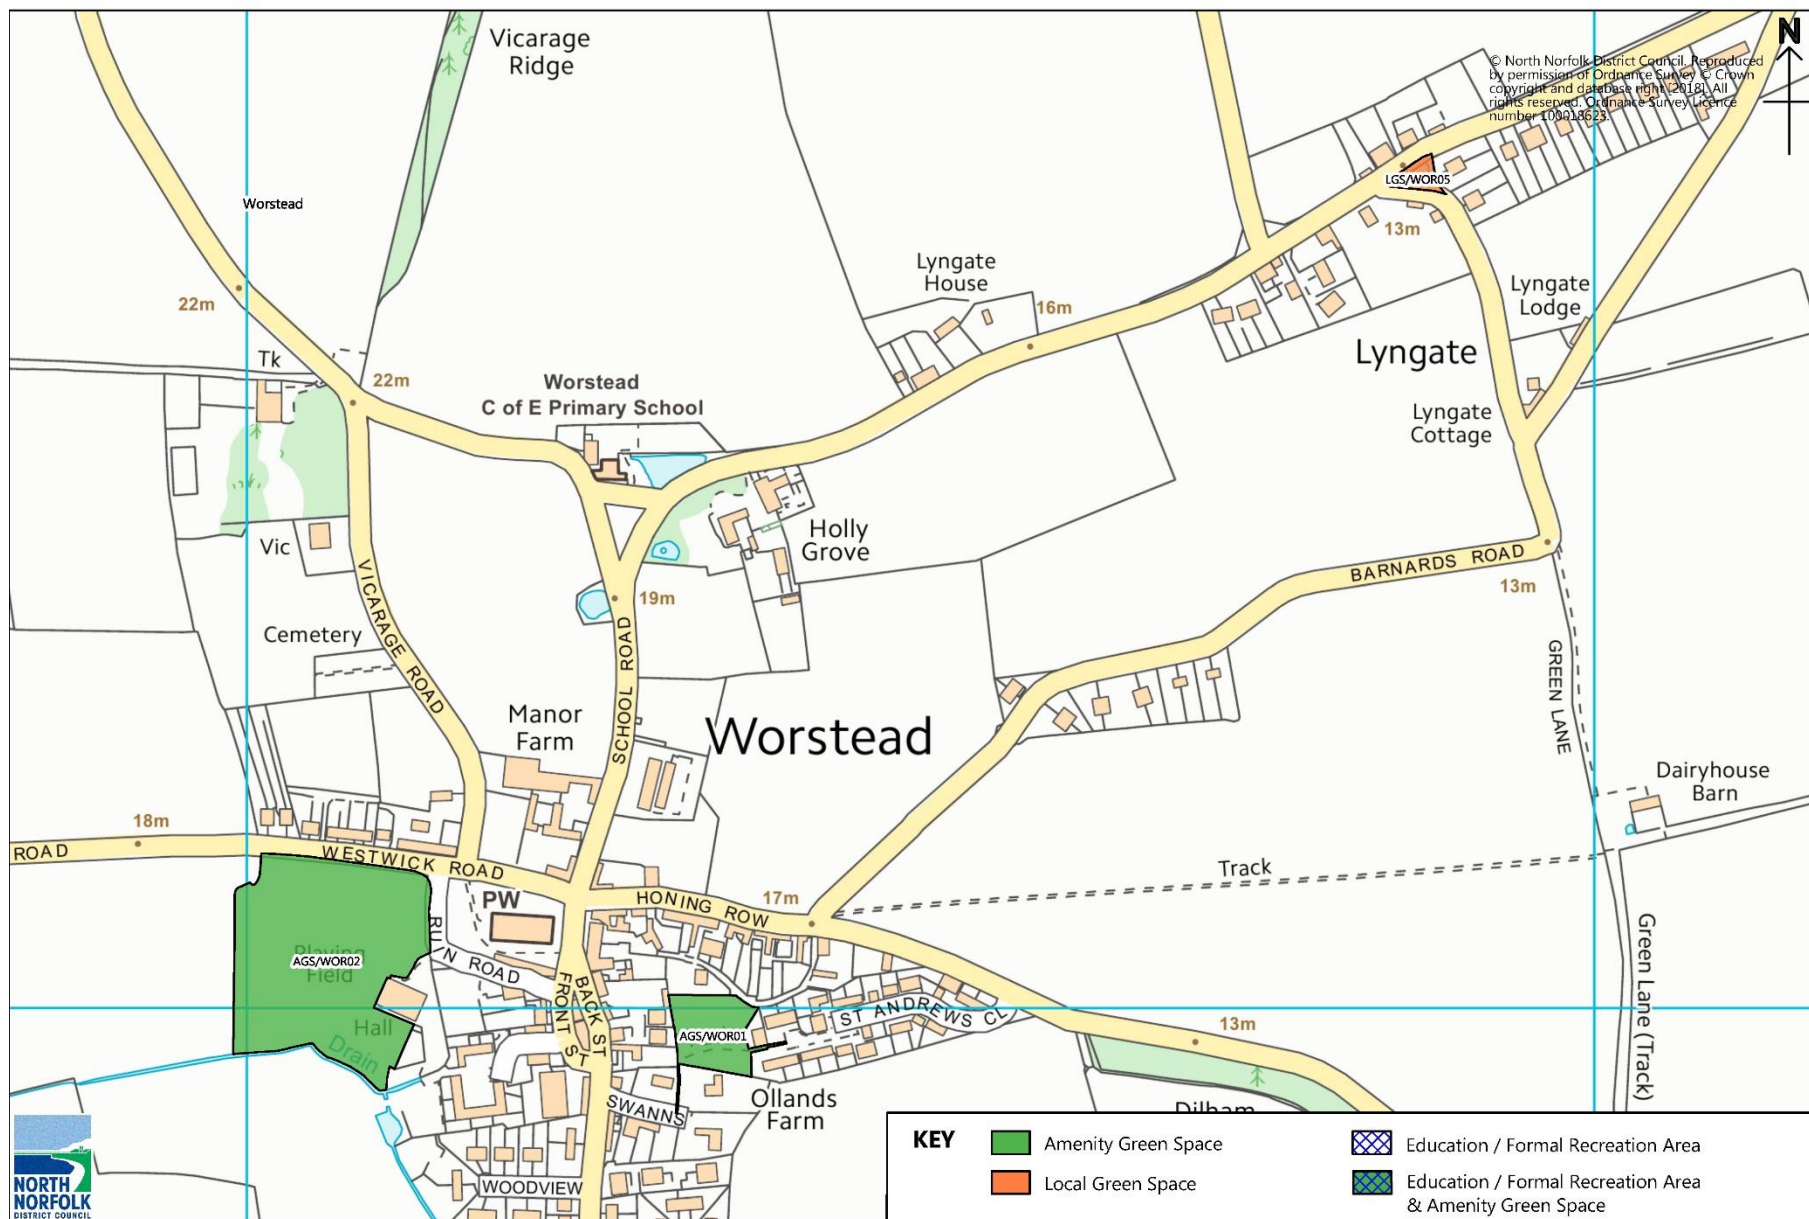 Vicarage
Ridge
N
© North Norfolk District Council. Reproduced
by permission of Ordnance Survey © Crown
copyright and database right [2018]. All
rights reserved. Ordnance Survey Licence
number 100018623.
LGS/WOR05
Worstead
13m
Lyngate
House
Lyngate
Lodge
22m
16m
Tk
22m
Lyngate
Worstead
C of E Primary School
Lyngate
Cottage
Holly
Grove
Vic
BARNARDS ROAD
13m
19m
VICARAGE ROAD
Cemetery
SCHOOL ROAD
GREEN LANE
Manor
Farm
Worstead
Dairyhouse
Barn
18m
ROAD
WESTWICK ROAD
Track
PW
HONING ROW
17m
RUIN ROAD
Playing
Field
AGS/WOR02
Green Lane (Track)
FRONT ST
BACK ST
ST ANDREWS CL
Hall
Drain
AGS/WOR01
13m
Ollands
Farm
SWANNS
Dilham
WOODVIEW
NORTH
NORFOLK
DISTRICT COUNCIL
KEY
Amenity Green Space
Local Green Space
Education / Formal Recreation Area
Education / Formal Recreation Area
& Amenity Green Space